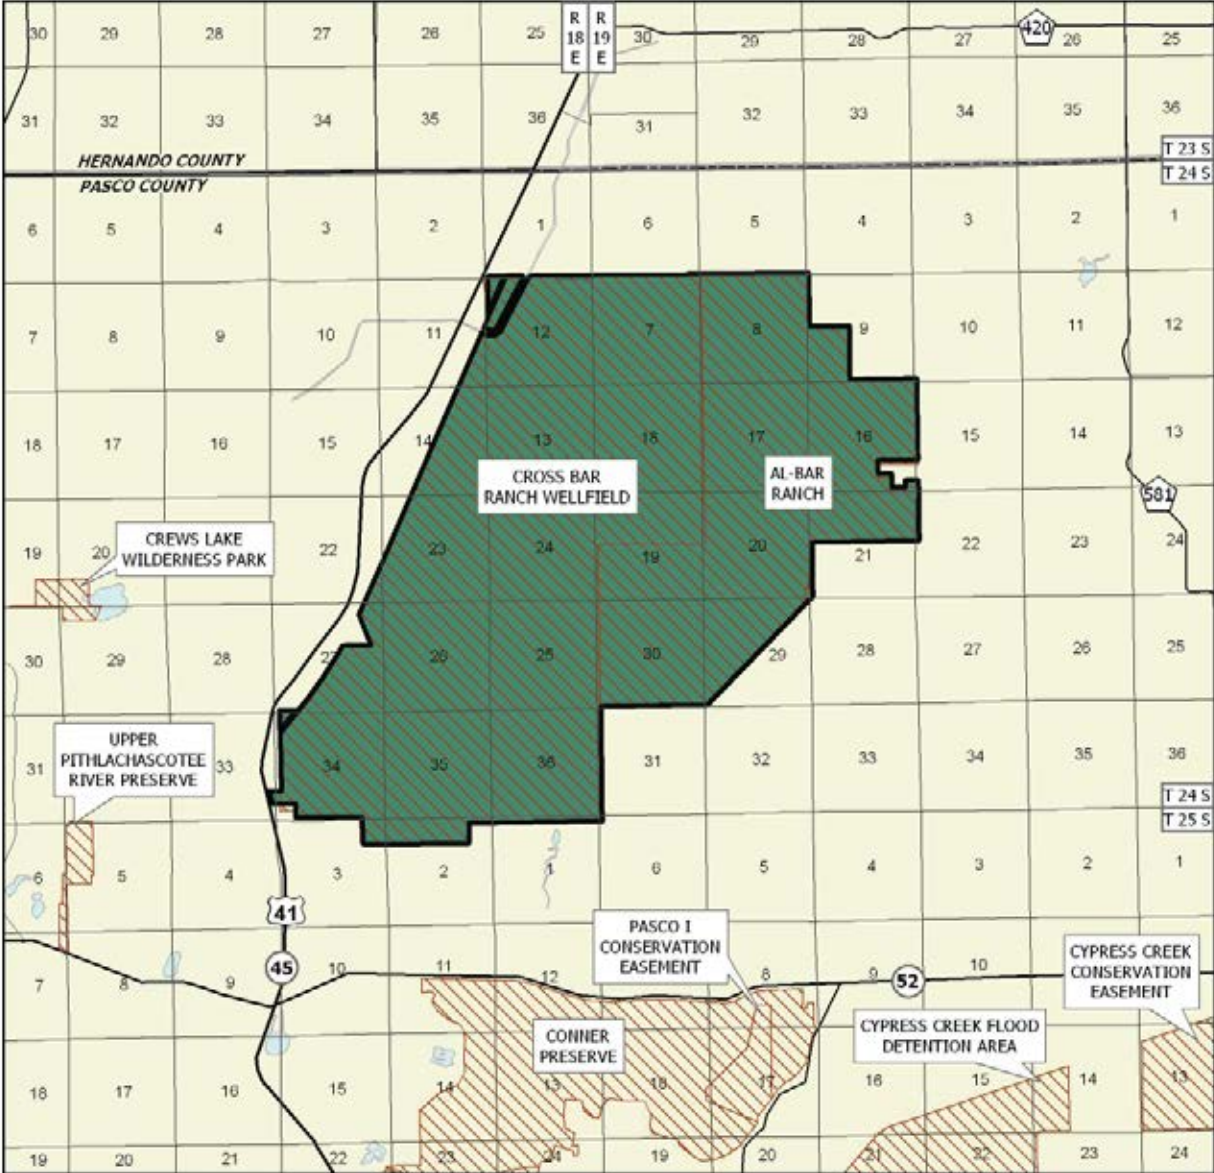 30 29 28 27 26 25 R 18 E R 19 E 30 29 28 27 420 26 25
31 32 33 34 35 36 31 32 33 34 35 36
HERNANDO COUNTY
PASCO COUNTY
T 23 S
T 24 S
6 5 4 3 2 1 6 5 4 3 2 1
7 8 9 10 11 12 7 8 9 10 11 12
18 17 16 15 14 13 18 17 16 15 14 13
CROSS BAR
RANCH WELLFIELD
AL-BAR
RANCH
581
CREWS LAKE
WILDERNESS PARK
19 20 22 23 24 19 20 21 22 23 24
30 29 28 27 26 25 30 29 28 27 26 25
UPPER
PITHLACHASCOTEE
RIVER PRESERVE
31 33 34 35 36 31 32 33 34 35 36
T 24 S
T 25 S
6 5 4 3 2 1 6 5 4 3 2 1
41
45
PASCO I
CONSERVATION
EASEMENT
CYPRESS CREEK
CONSERVATION
EASEMENT
7 8 9 10 11 12 8 9 52 10
CONNER
PRESERVE
CYPRESS CREEK FLOOD
DETENTION AREA
18 17 16 15 14 13 18 17 16 15 14 13
19 20 21 22 23 24 19 20 21 22 23 24